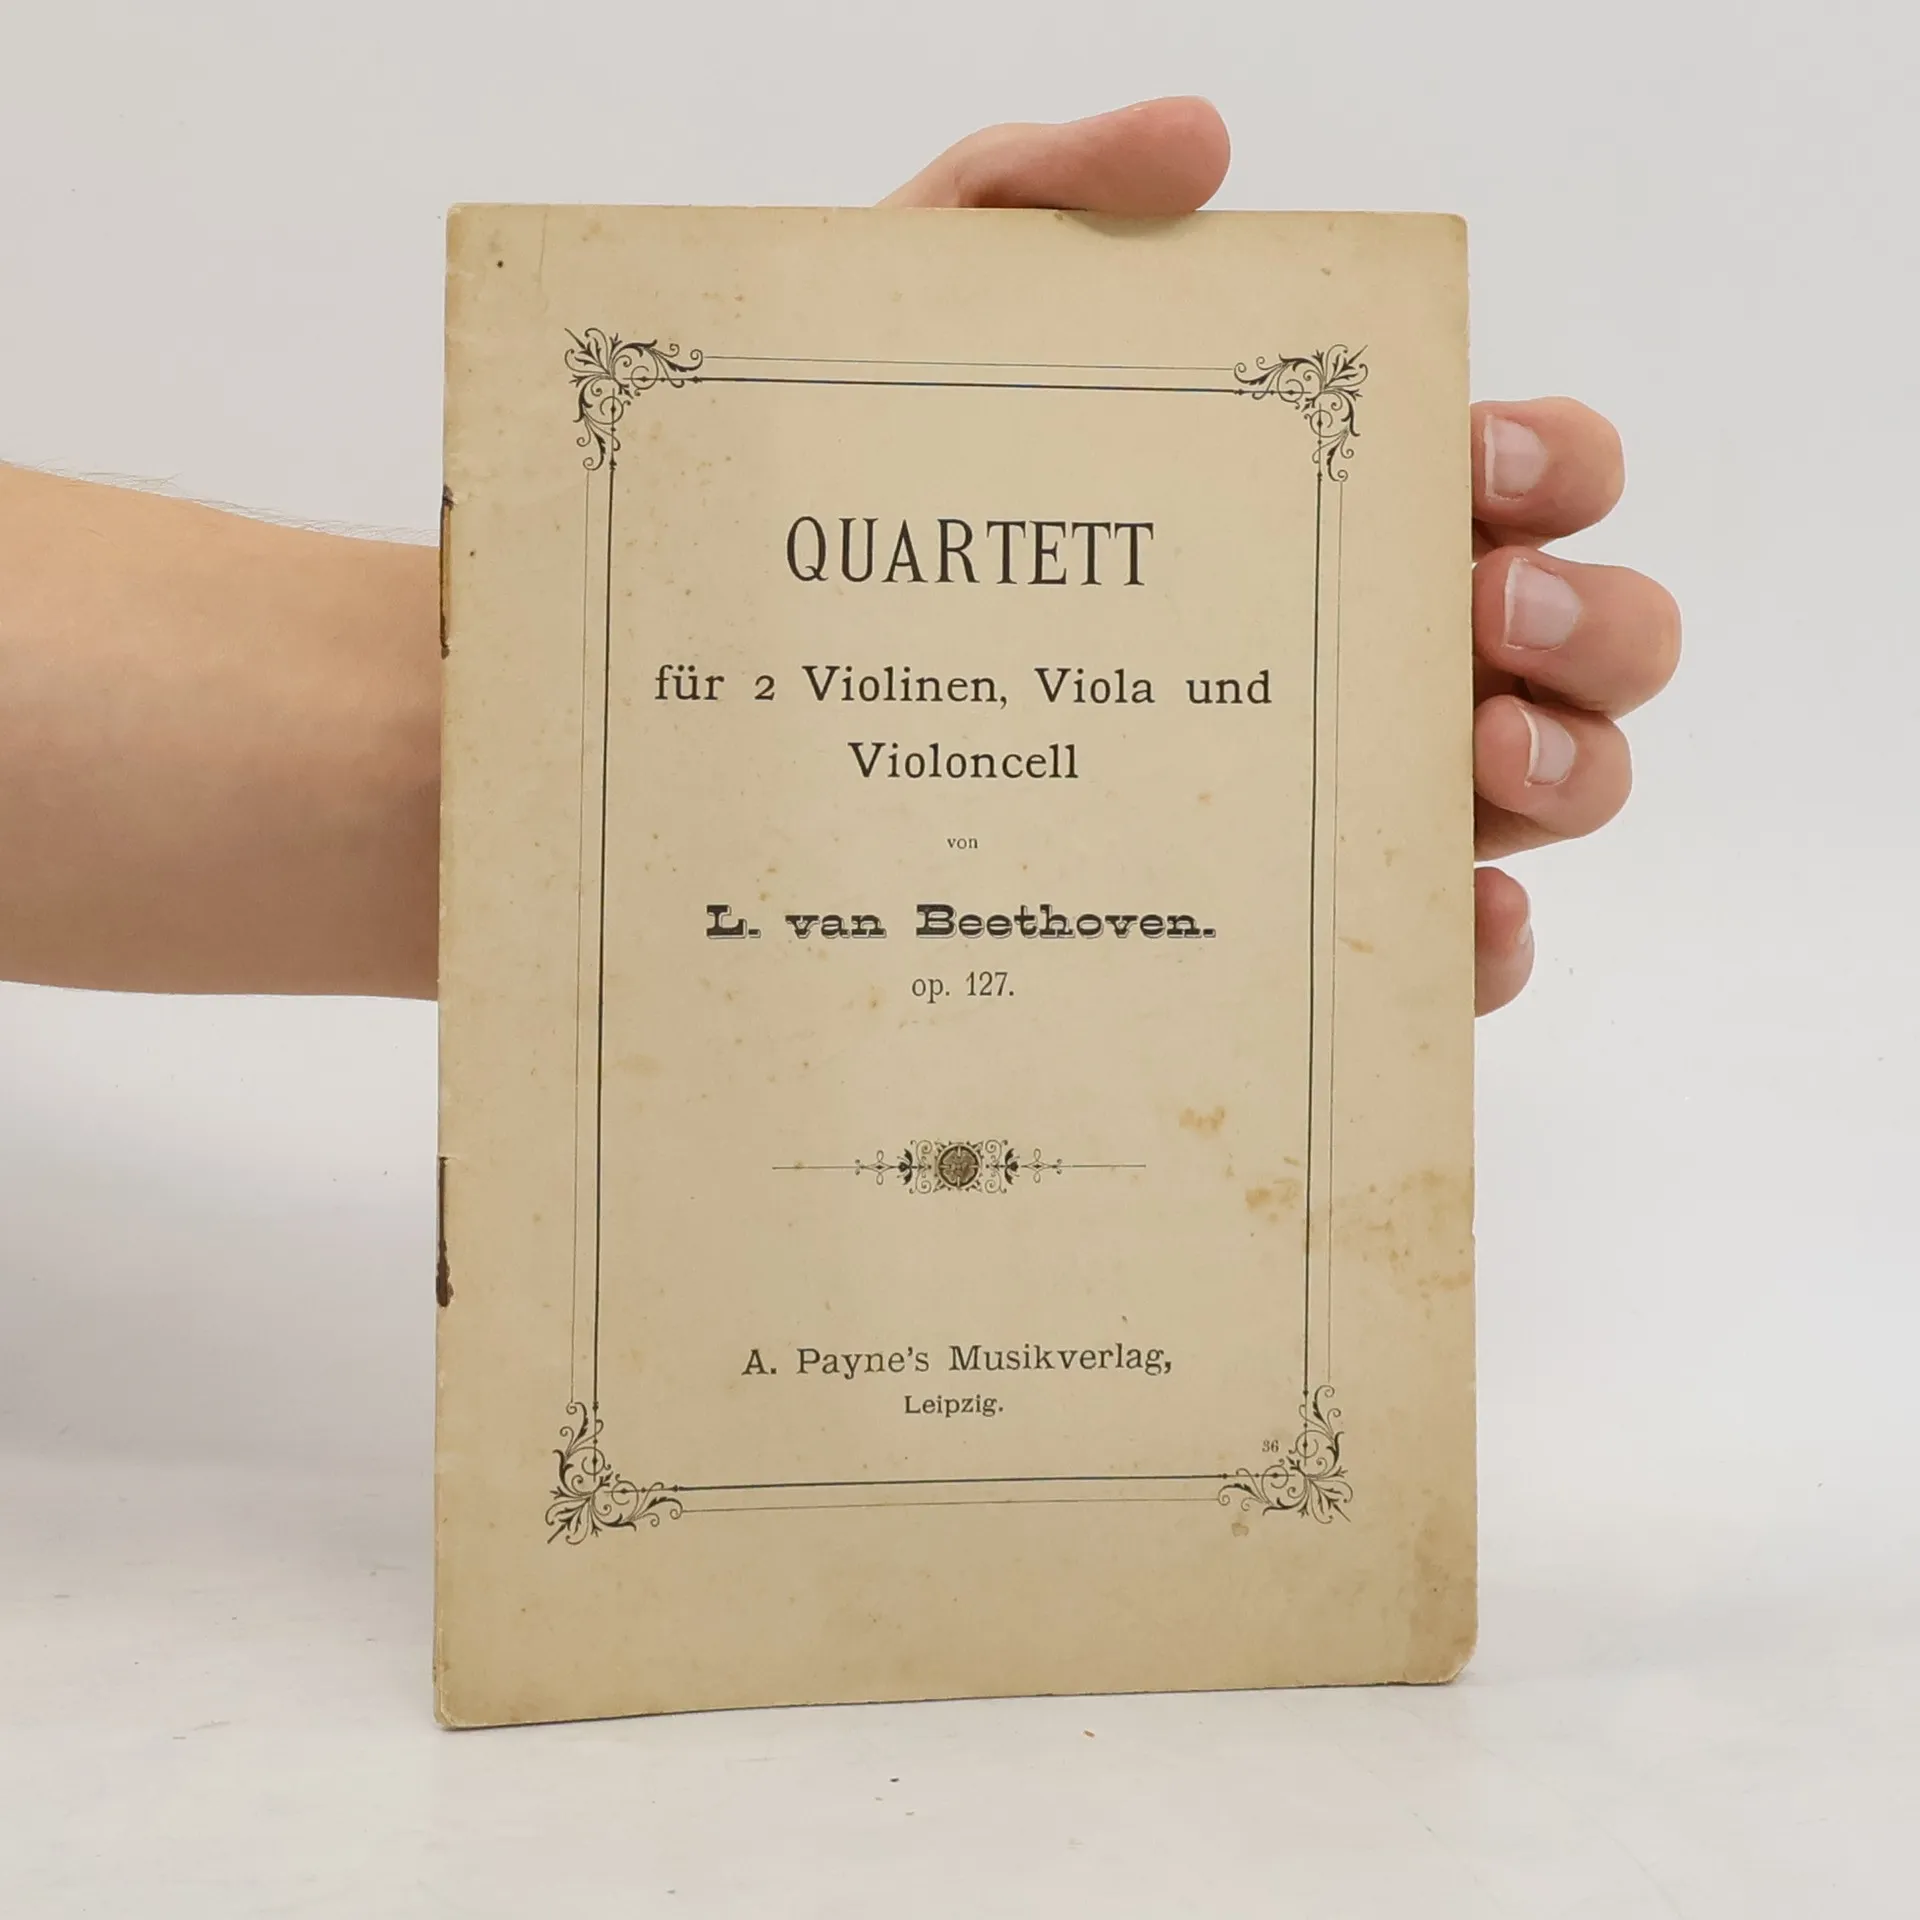 QUARTETT
für 2 Violinen, Viola und
Violoncell
von
L. van Beethoven.
op. 127.
A. Payne's Musikverlag,
Leipzig.
36